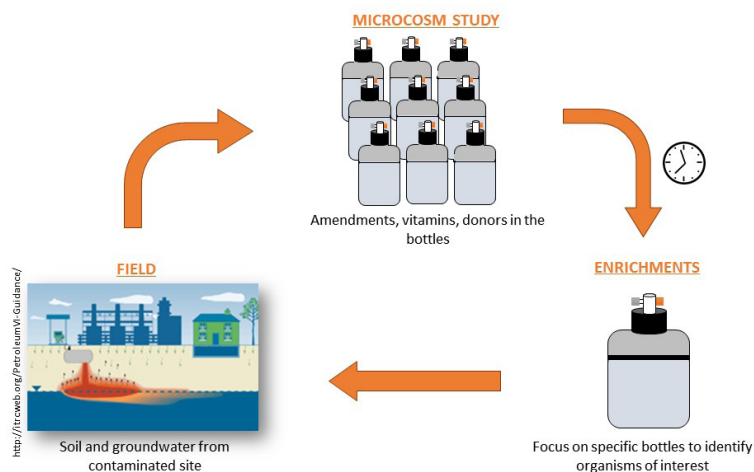 MICROCOSM STUDY
Amendments, vitamins, donors in the
bottles
ENRICHMENTS
Focus on specific bottles to identify
organisms of interest
FIELD
http://itrcweb.org/PetroleumVI-Guidance/
Soil and groundwater from
contaminated site